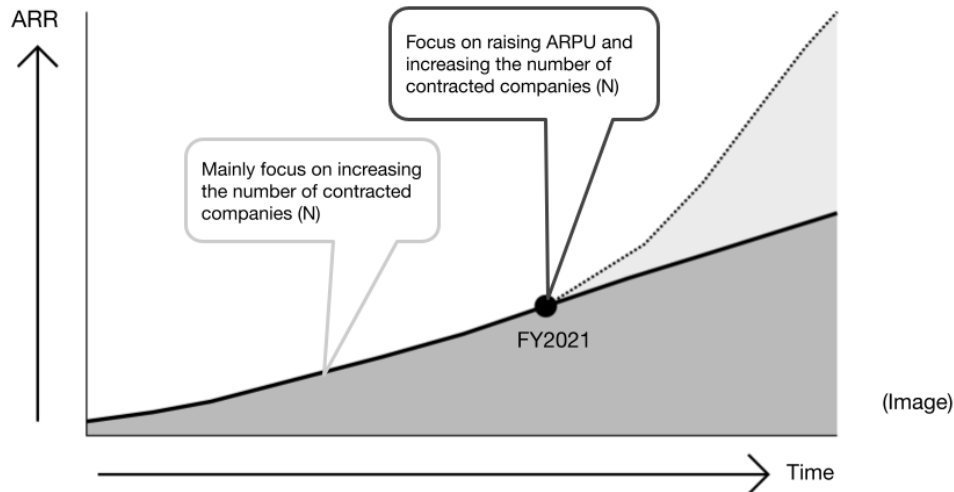 ARR
Focus on raising ARPU and
increasing the number of
contracted companies (N)
Mainly focus on increasing
the number of contracted
companies (N)
FY2021
(Image)
Time